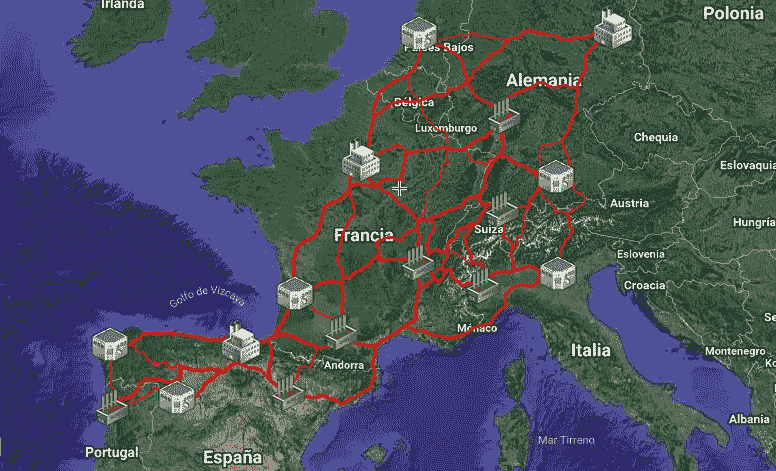 Irlanda
Polonia
Países Bajos
Alemania
Bélgica
Luxemburgo
Chequia
Eslovaquia
Austria
Hungría
Suiza
Francia
Eslovenia
Croacia
Golfo de Vizcaya
Mónaco
Italia
Montenegro
Andorra
Albania
Mar Tirreno
Portugal
España